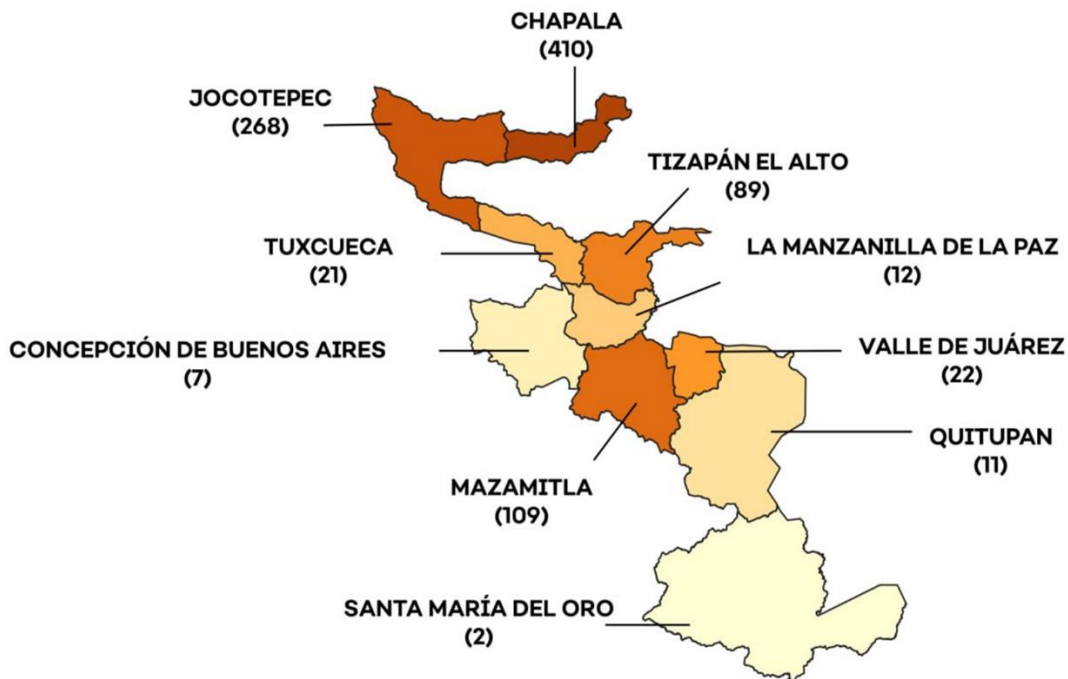 CHAPALA
(410)
JOCOTEPEC
(268)
TIZAPÁN EL ALTO
(89)
TUXCUECA
(21)
LA MANZANILLA DE LA PAZ
(12)
CONCEPCIÓN DE BUENOS AIRES
(7)
VALLE DE JUÁREZ
(22)
QUITUPAN
(11)
MAZAMITLA
(109)
SANTA MARÍA DEL ORO
(2)